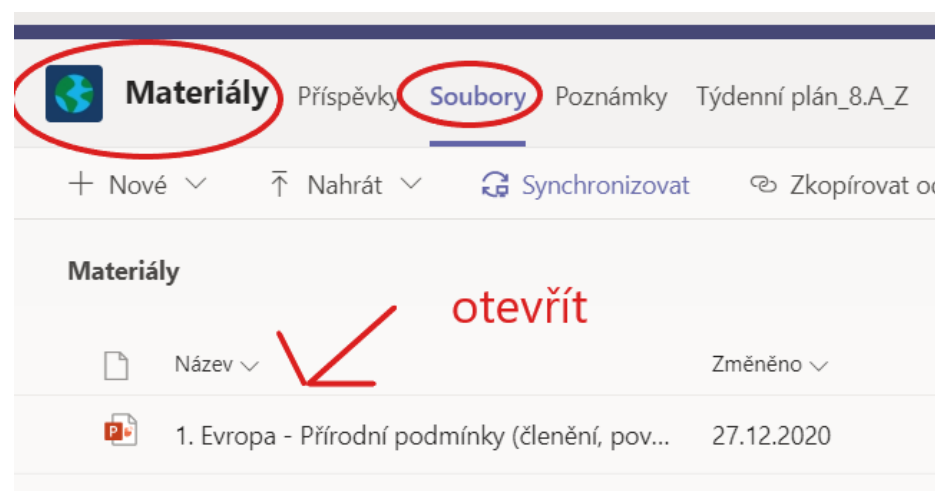 Materiály Příspěvky Soubory Poznámky Týdenní plán_8.A_Z
Nové Nahrát Synchronizovat Zkopírovat
Materiály
otevřít
Název Změněno
1. Evropa - Přírodní podmínky (členění, pov... 27.12.2020